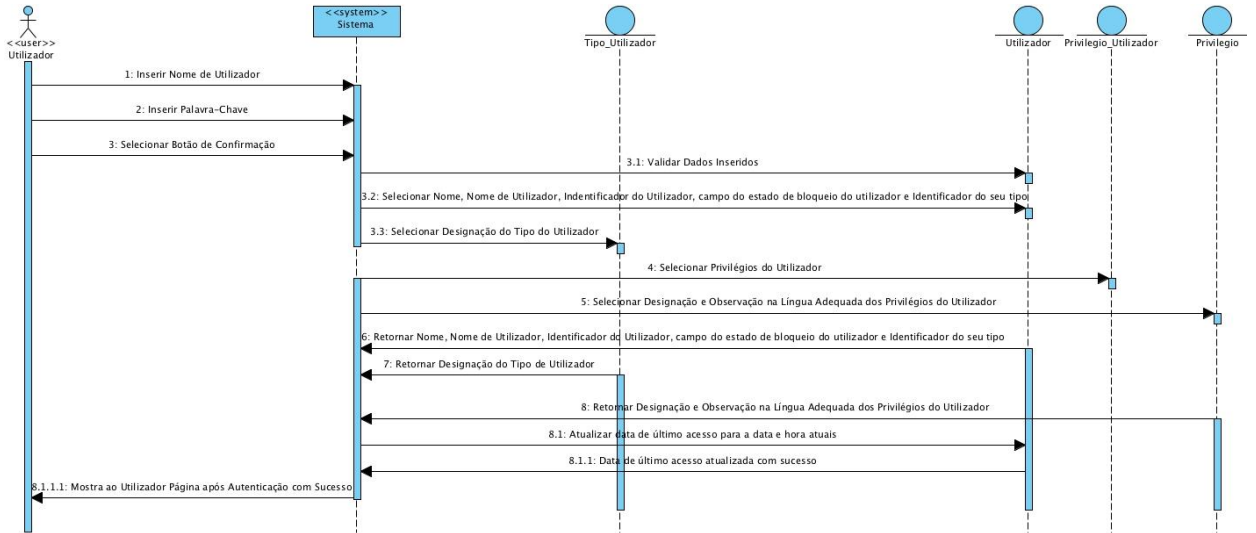 <<user>>
Utilizador
<<system>>
Sistema
Tipo_Utilizador
Utilizador
Privilegio_Utilizador
Privilegio
1: Inserir Nome de Utilizador
2: Inserir Palavra-Chave
3: Selecionar Botão de Confirmação
3.1: Validar Dados Inseridos
3.2: Selecionar Nome, Nome de Utilizador, Indentificador do Utilizador, campo do estado de bloqueio do utilizador e Identificador do seu tipo
3.3: Selecionar Designação do Tipo do Utilizador
4: Selecionar Privilégios do Utilizador
5: Selecionar Designação e Observação na Língua Adequada dos Privilégios do Utilizador
6: Retornar Nome, Nome de Utilizador, Identificador do Utilizador, campo do estado de bloqueio do utilizador e Identificador do seu tipo
7: Retornar Designação do Tipo de Utilizador
8: Retornar Designação e Observação na Língua Adequada dos Privilégios do Utilizador
8.1: Atualizar data de último acesso para a data e hora atuais
8.1.1: Data de último acesso atualizada com sucesso
8.1.1.1: Mostra ao Utilizador Página após Autenticação com Sucesso